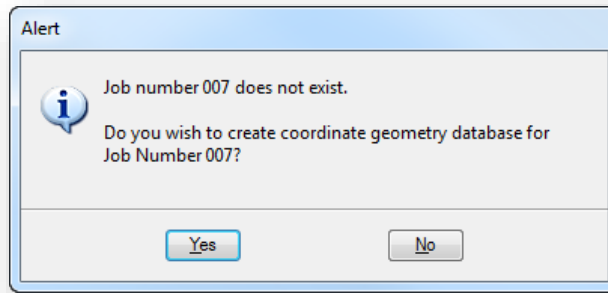 Alert
Job number 007 does not exist.
Do you wish to create coordinate geometry database for
Job Number 007?
Yes
No